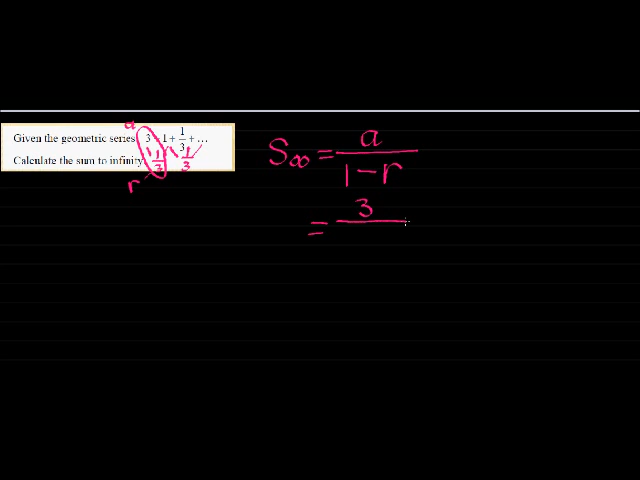 Given the geometric series 3 + 1 + 1/3 + ...
Calculate the sum to infinity
a
1/3
1/3
r
S∞ = a/(1-r)
= 3